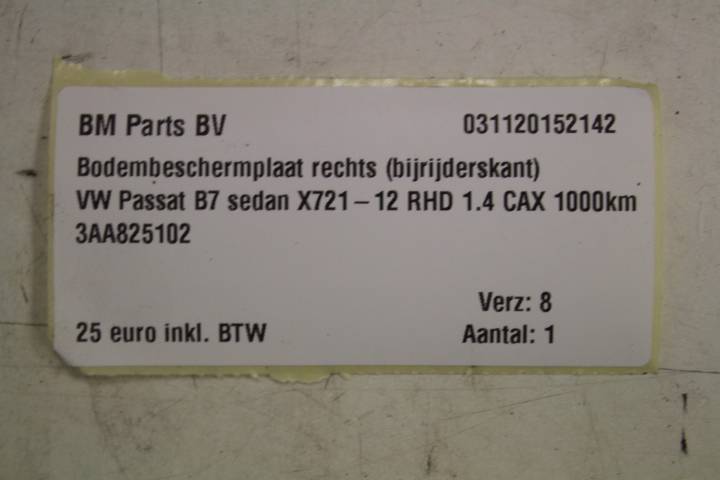 BM Parts BV 031120152142
Bodembeschermplaat rechts (bijrijderskant)
VW Passat B7 sedan X721 – 12 RHD 1.4 CAX 1000km
3AA825102
Verz: 8
25 euro inkl. BTW Aantal: 1